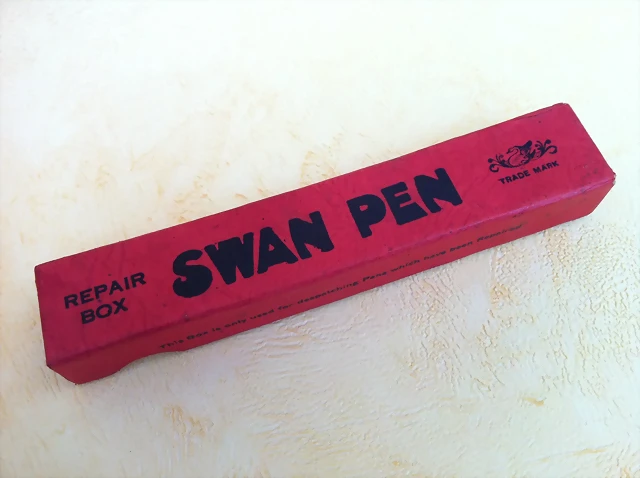 REPAIR
BOX
SWAN PEN
TRADE MARK
This Box is only used for despatching Pens which have been Repaired